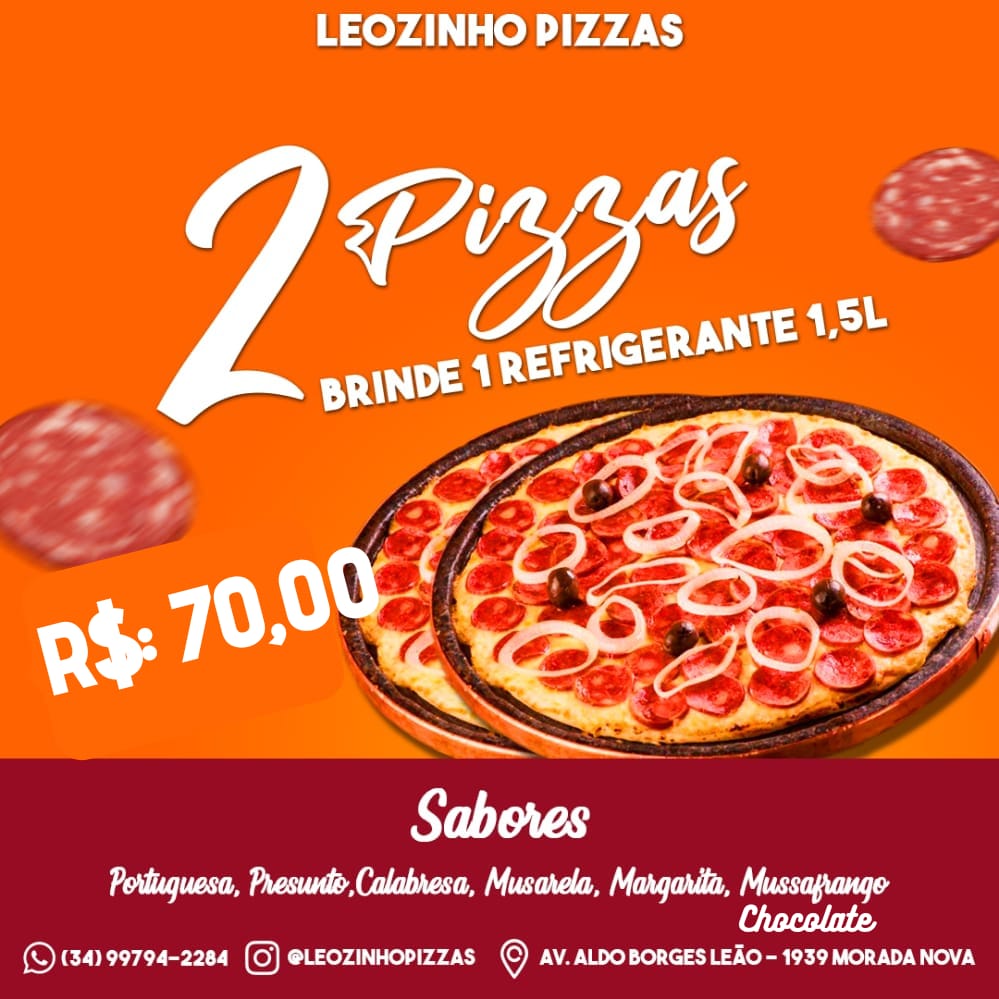 LEOZINHO PIZZAS
2 Pizzas
BRINDE 1 REFRIGERANTE 1,5L
R$: 70,00
Sabores
Portuguesa, Presunto,Calabresa, Musarela, Margarita, Mussafrango
Chocolate
(34) 99794-2284 @LEOZINHOPIZZAS AV. ALDO BORGES LEÃO - 1939 MORADA NOVA